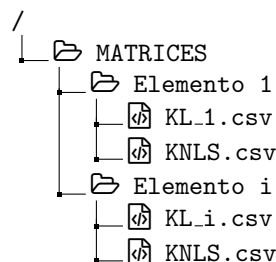 /
MATRICES
Elemento 1
KL_1.csv
KNLS.csv
Elemento i
KL_i.csv
KNLS.csv